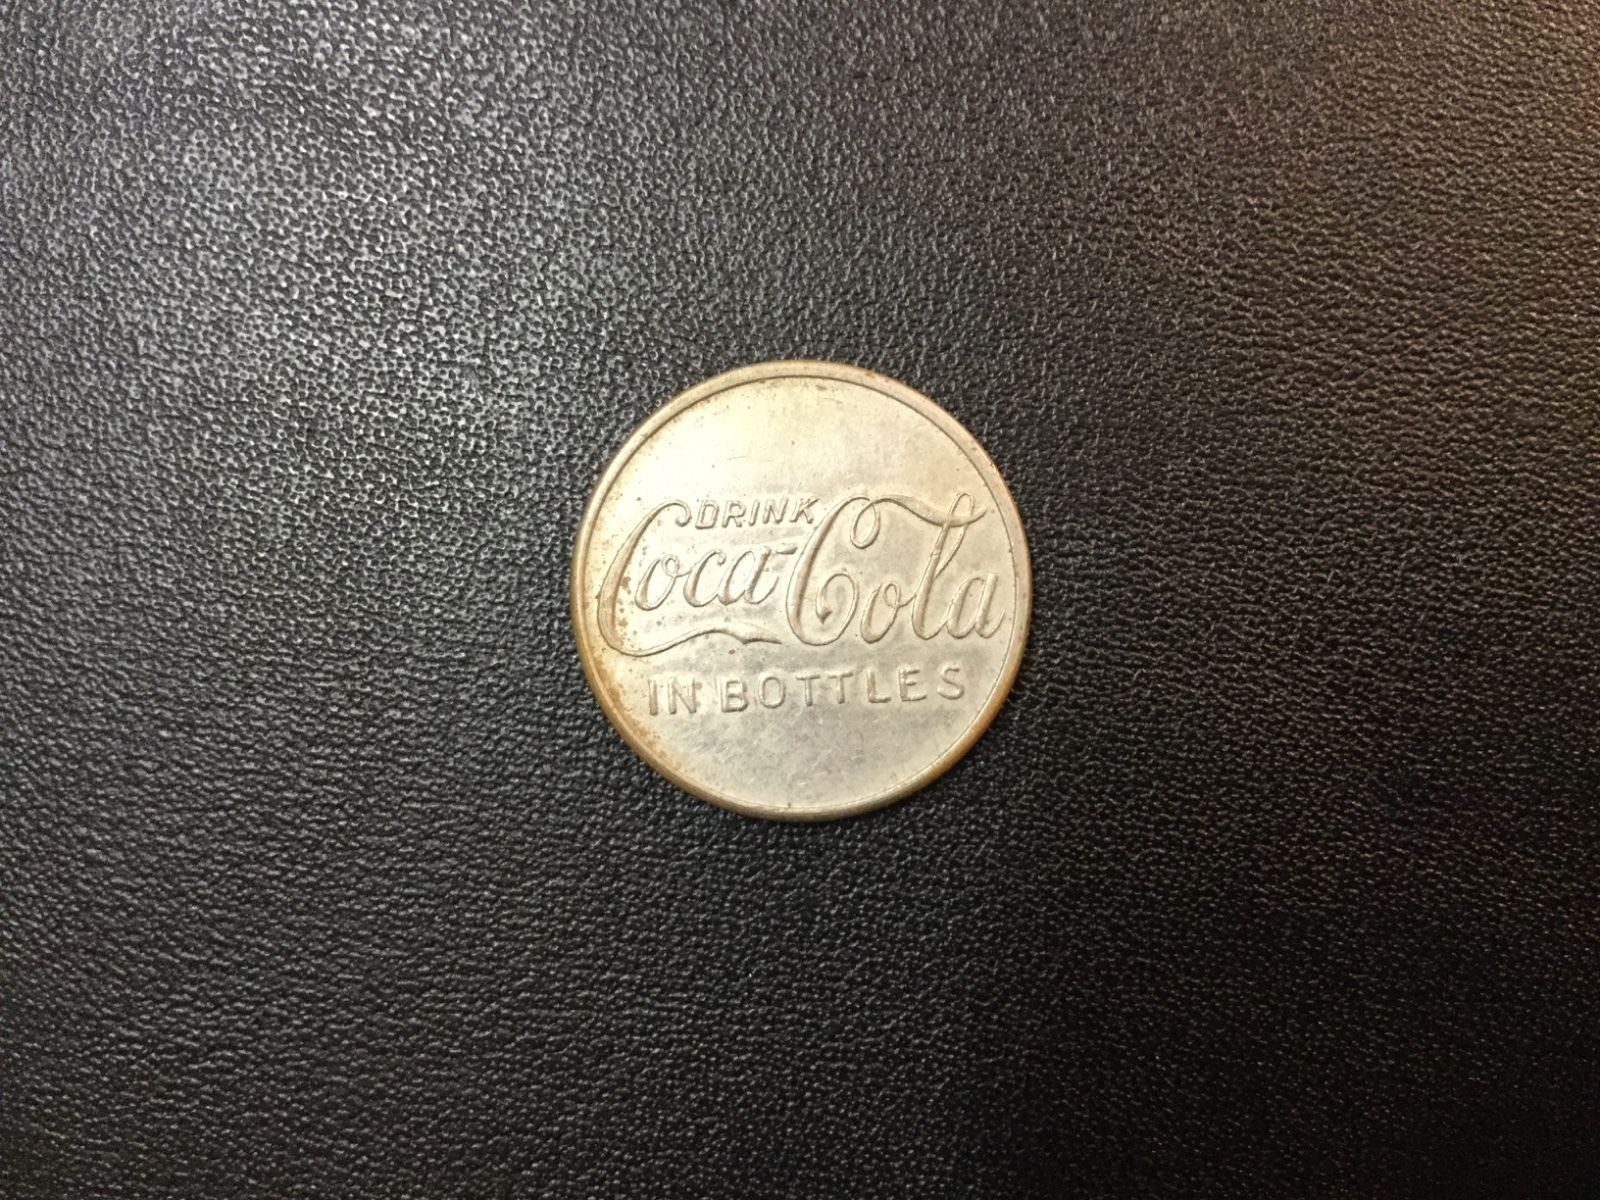 DRINK
Coca-Cola
IN BOTTLES